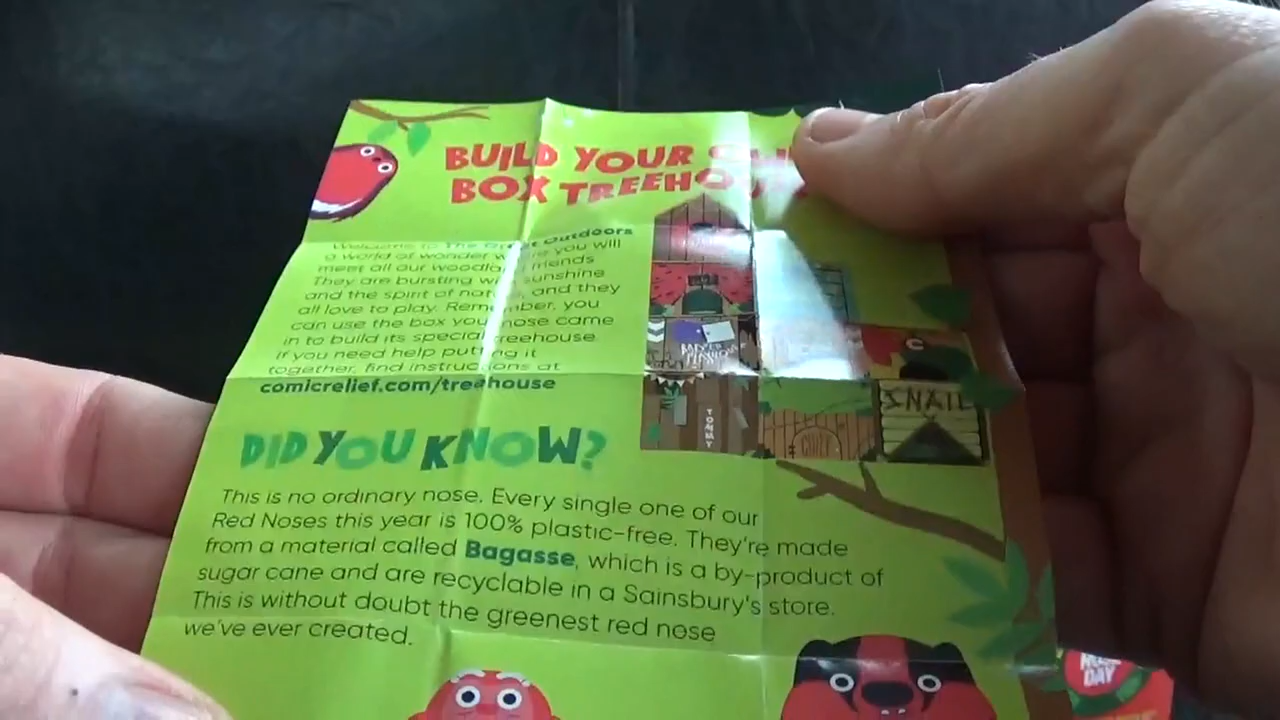 BUILD YOUR
BOX TREEHO
Welcome to The Great Outdoors
a world of wonder where you will
meet all our woodland friends
They are bursting with sunshine
and the spirit of nature, and they
all love to play. Remember, you
can use the box your nose came
in to build its special treehouse.
If you need help putting it
together, find instructions at
comicrelief.com/treehouse
TOMMY
SNAIL
DID YOU KNOW?
This is no ordinary nose. Every single one of our
Red Noses this year is 100% plastic-free. They're made
from a material called Bagasse, which is a by-product of
sugar cane and are recyclable in a Sainsbury's store.
This is without doubt the greenest red nose
we've ever created.
NOSE
DAY